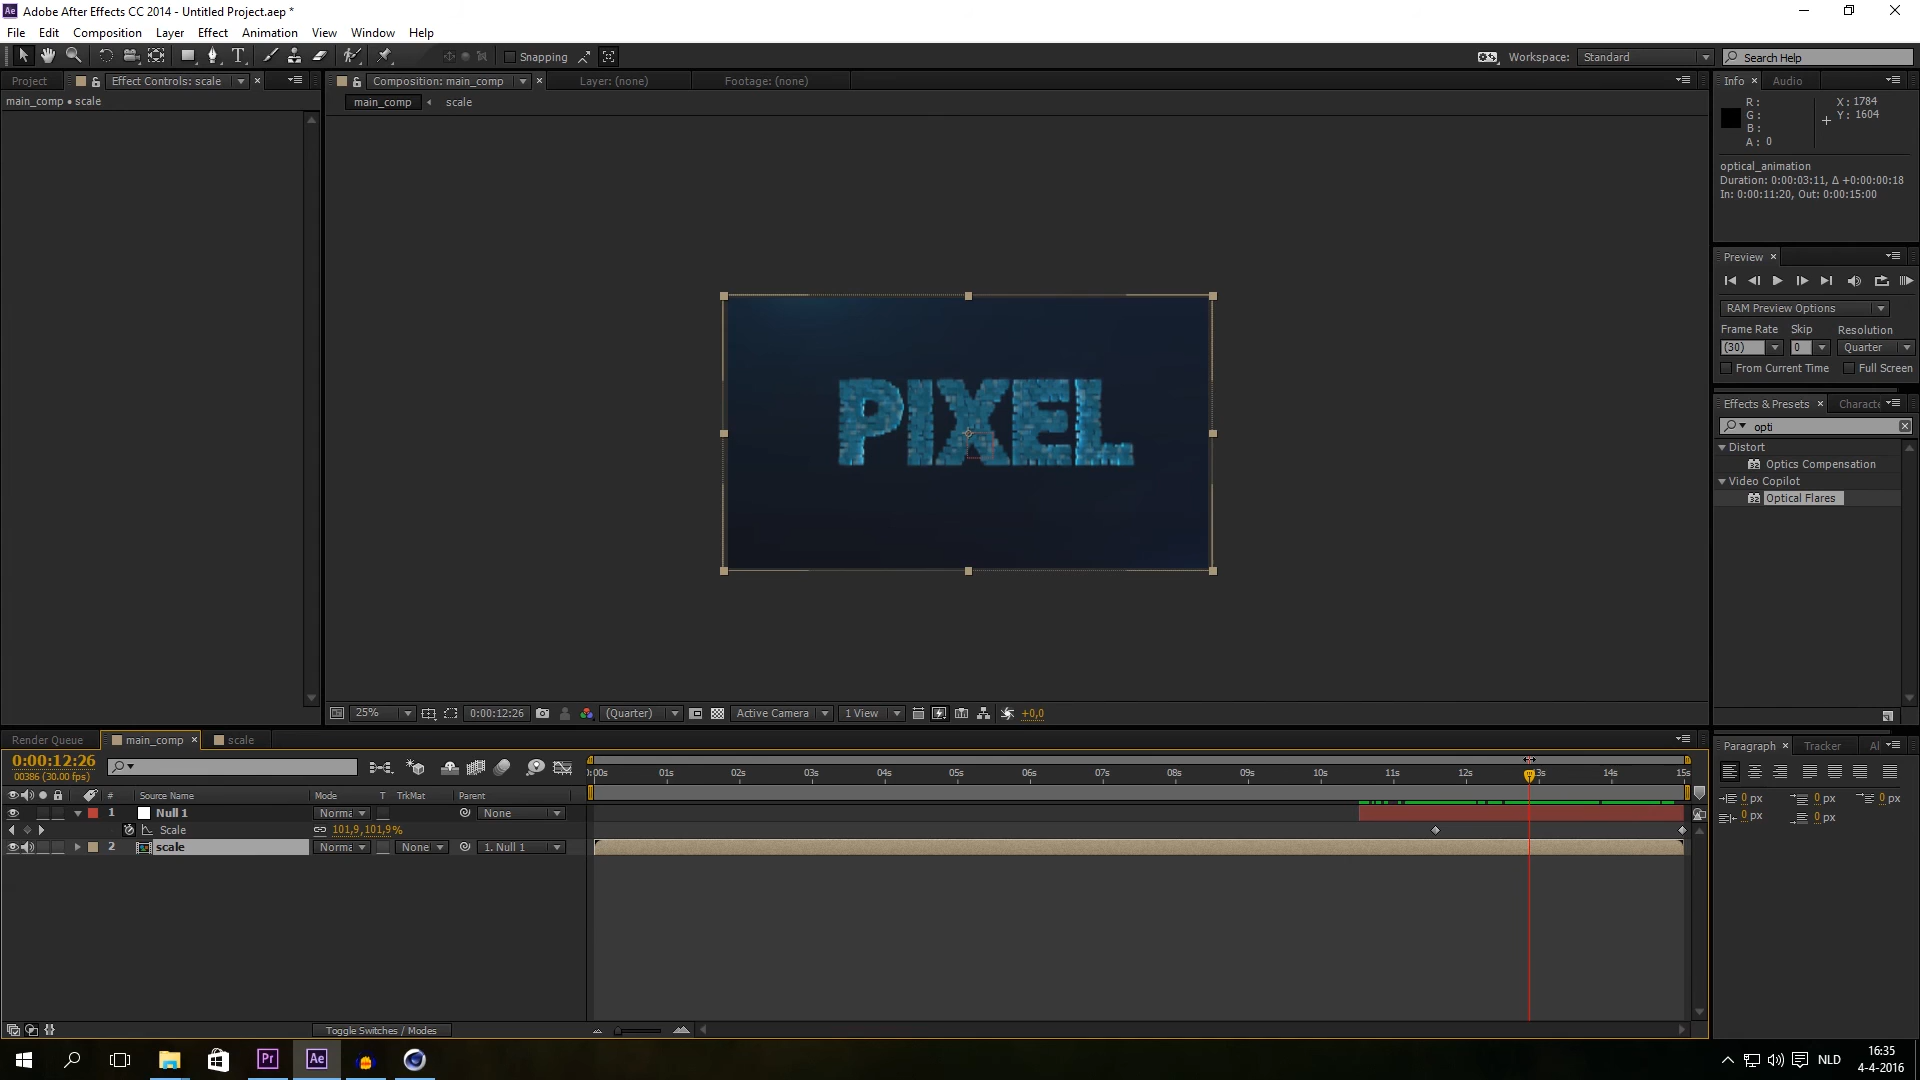 Ae Adobe After Effects CC 2014 - Untitled Project.aep *
File Edit Composition Layer Effect Animation View Window Help
Snapping
Workspace: Standard
Search Help
Project Effect Controls: scale
main_comp • scale
Composition: main_comp
Layer: (none)
Footage: (none)
main_comp scale
PIXEL
25%
0:00:12:26
(Quarter)
Active Camera
1 View
+0,0
Info Audio
R :
G :
B :
A : 0
X : 1784
Y : 1604
optical_animation
Duration: 0:00:03:11, Δ +0:00:00:18
In: 0:00:11:20, Out: 0:00:15:00
Preview
RAM Preview Options
Frame Rate Skip Resolution
(30) 0 Quarter
From Current Time Full Screen
Effects & Presets Characte
opti
Distort
32 Optics Compensation
Video Copilot
32 Optical Flares
Render Queue main_comp scale
0:00:12:26
00386 (30.00 fps)
# Source Name Mode T TrkMat Parent
1 Null 1 Norma None
Scale 101,9,101,9%
2 scale Norma None 1. Null 1
:00s 01s 02s 03s 04s 05s 06s 07s 08s 09s 10s 11s 12s 3s 14s 15s
Toggle Switches / Modes
Paragraph Tracker Al
0 px 0 px 0 px
0 px 0 px
Pr Ae
NLD
16:35
4-4-2016